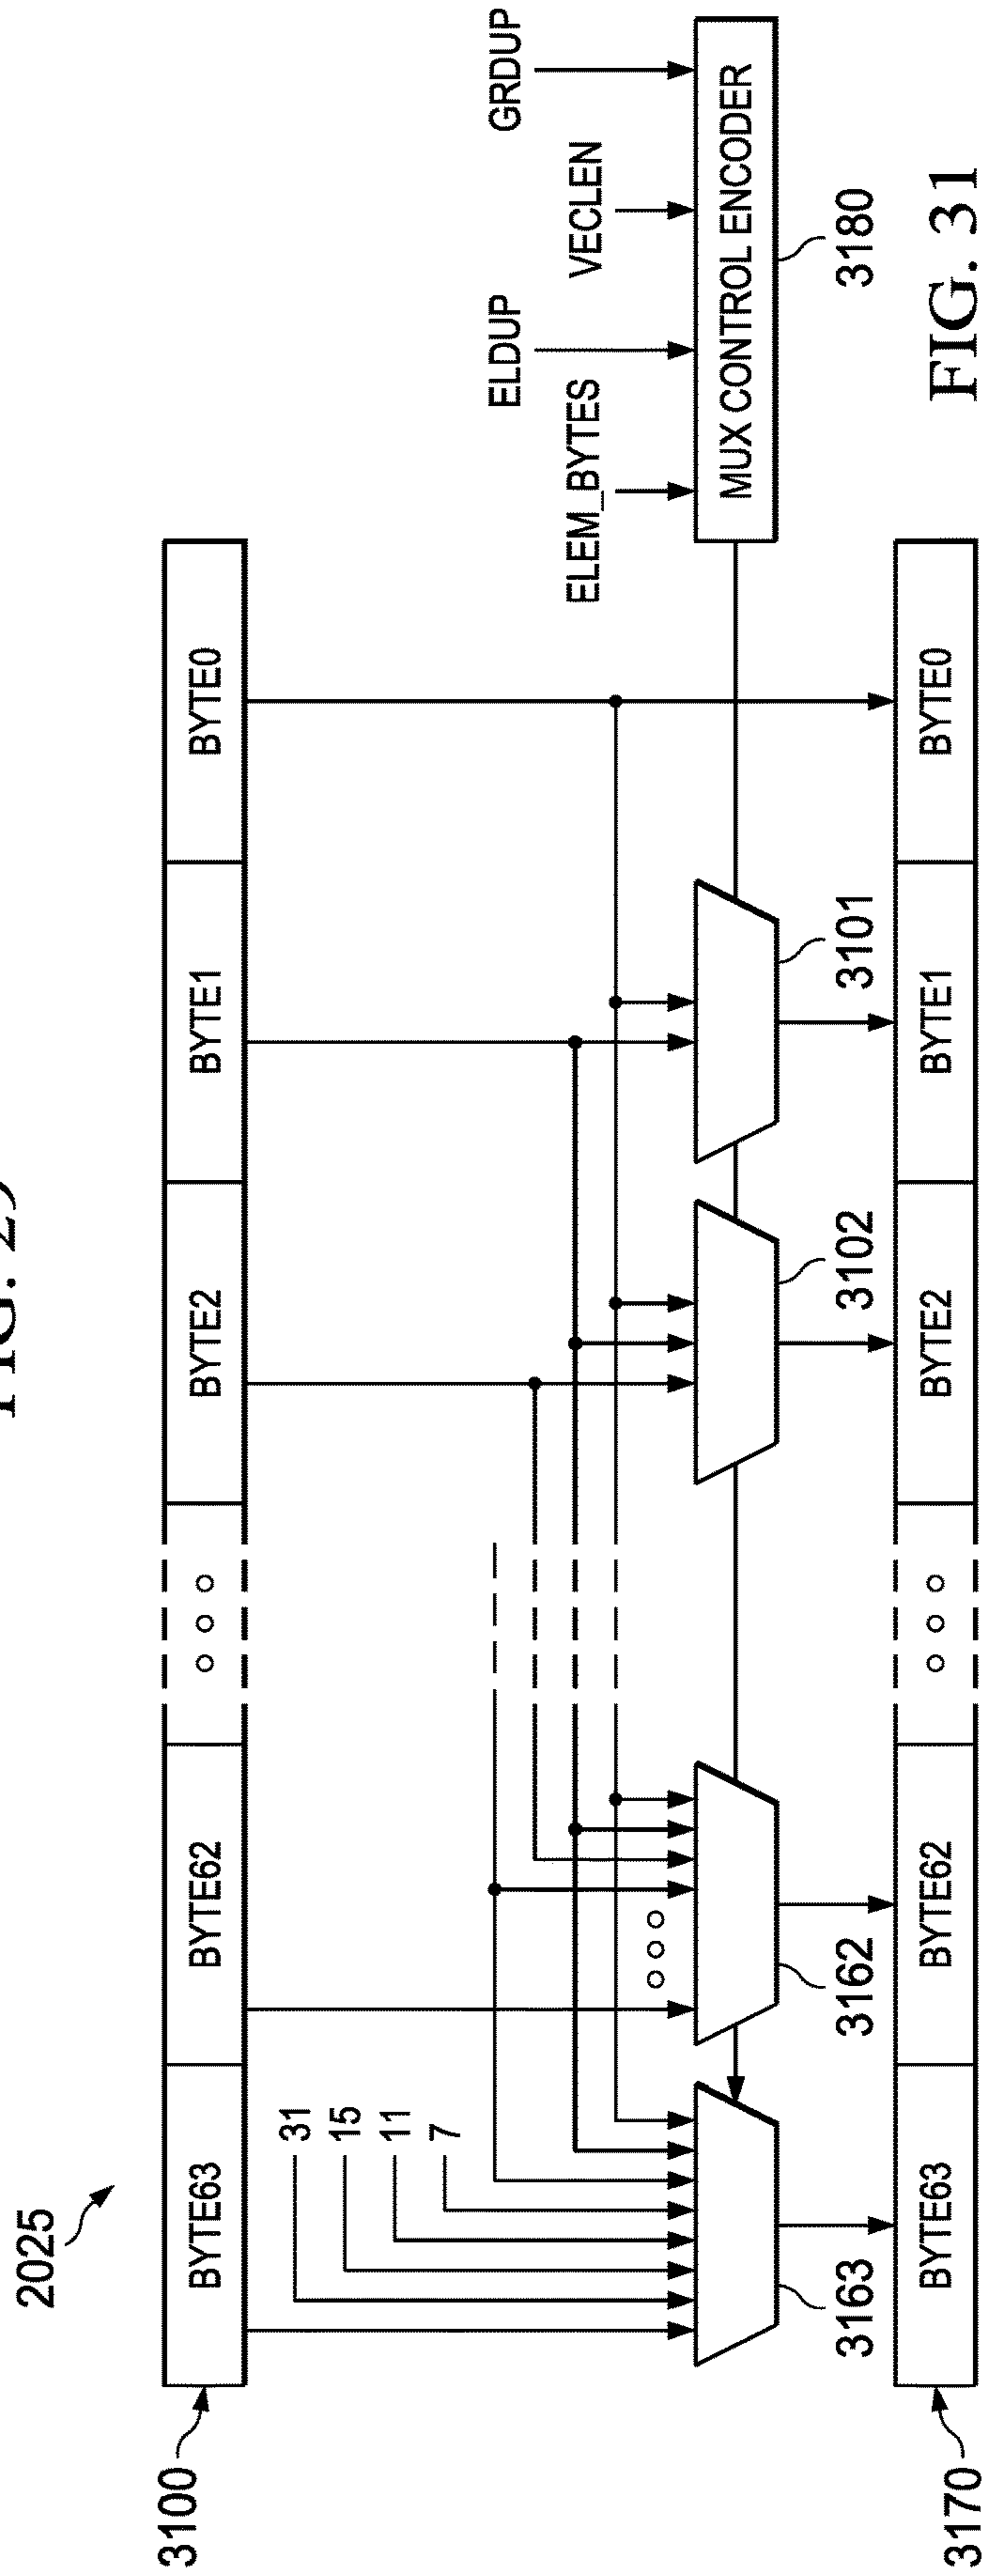 FIG. 29
2025
3100
BYTE63
BYTE62
BYTE2
BYTE1
BYTE0
31
15
11
7
ELEM_BYTES
ELDUP
VECLEN
GRDUP
MUX CONTROL ENCODER
3180
3163
3162
3102
3101
3170
BYTE63
BYTE62
BYTE2
BYTE1
BYTE0
FIG. 31